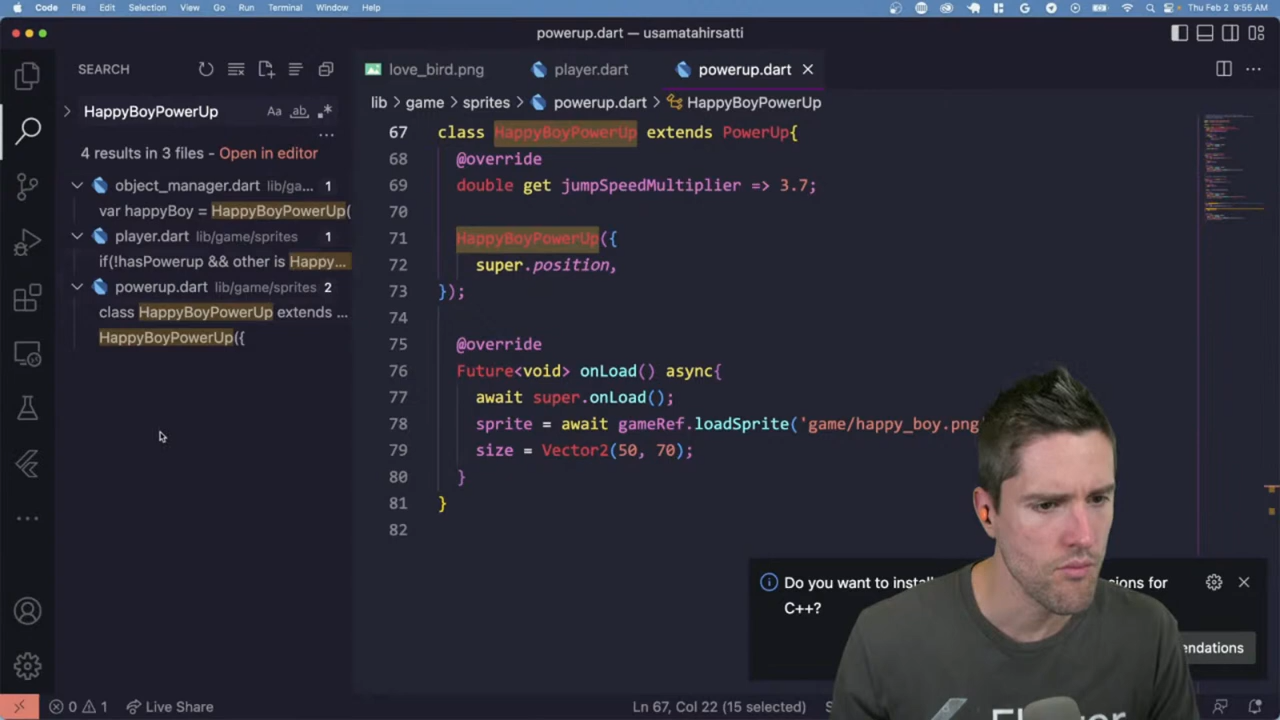 Code File Edit Selection View Go Run Terminal Window Help
Thu Feb 2 9:55 AM
powerup.dart — usamatahirsatti
SEARCH
love_bird.png
player.dart
powerup.dart
HappyBoyPowerUp
Aa ab
lib > game > sprites > powerup.dart > HappyBoyPowerUp
4 results in 3 files - Open in editor
object_manager.dart lib/ga... 1
var happyBoy = HappyBoyPowerUp(
player.dart lib/game/sprites 1
if(!hasPowerup && other is Happy...
powerup.dart lib/game/sprites 2
class HappyBoyPowerUp extends ...
HappyBoyPowerUp({
67 class HappyBoyPowerUp extends PowerUp{
68 @override
69 double get jumpSpeedMultiplier => 3.7;
70
71 HappyBoyPowerUp({
72 super.position,
73 });
74
75 @override
76 Future<void> onLoad() async{
77 await super.onLoad();
78 sprite = await gameRef.loadSprite('game/happy_boy.png
79 size = Vector2(50, 70);
80 }
81 }
82
Do you want to install
sions for
C++?
endations
0 1 Live Share
Ln 67, Col 22 (15 selected)